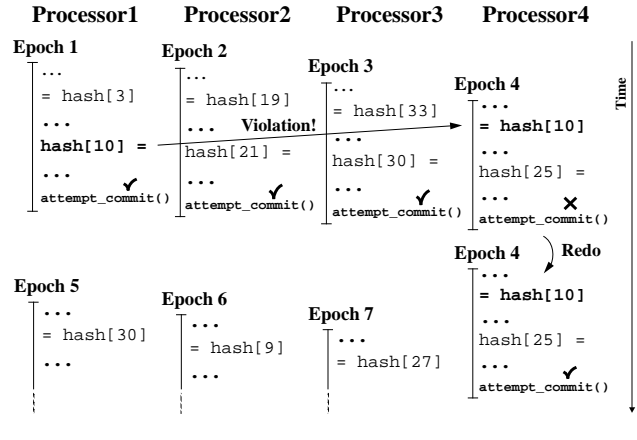 Processor1 Processor2 Processor3 Processor4
Epoch 1
...
= hash[3]
...
hash[10] =
...
attempt_commit()
Epoch 2
...
= hash[19]
...
hash[21] =
...
attempt_commit()
Epoch 3
...
= hash[33]
...
hash[30] =
...
attempt_commit()
Epoch 4
...
= hash[10]
...
hash[25] =
...
attempt_commit()
Violation!
Time
Redo
Epoch 5
...
= hash[30]
...
Epoch 6
...
= hash[9]
...
Epoch 7
...
= hash[27]
Epoch 4
...
= hash[10]
...
hash[25] =
...
attempt_commit()